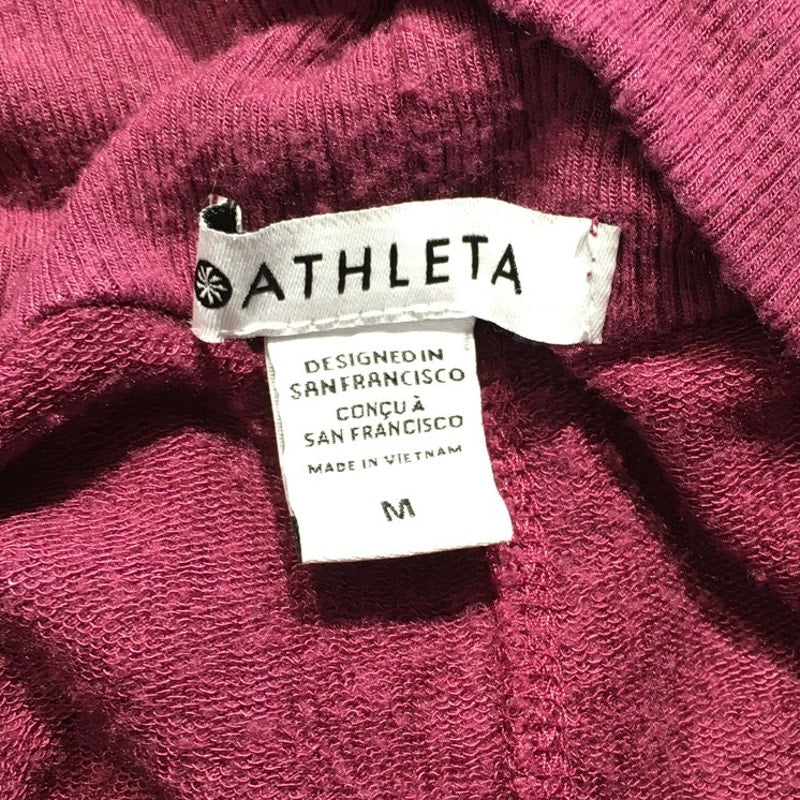 ATHLETA
DESIGNED IN
SAN FRANCISCO
CONÇU À
SAN FRANCISCO
MADE IN VIETNAM
M